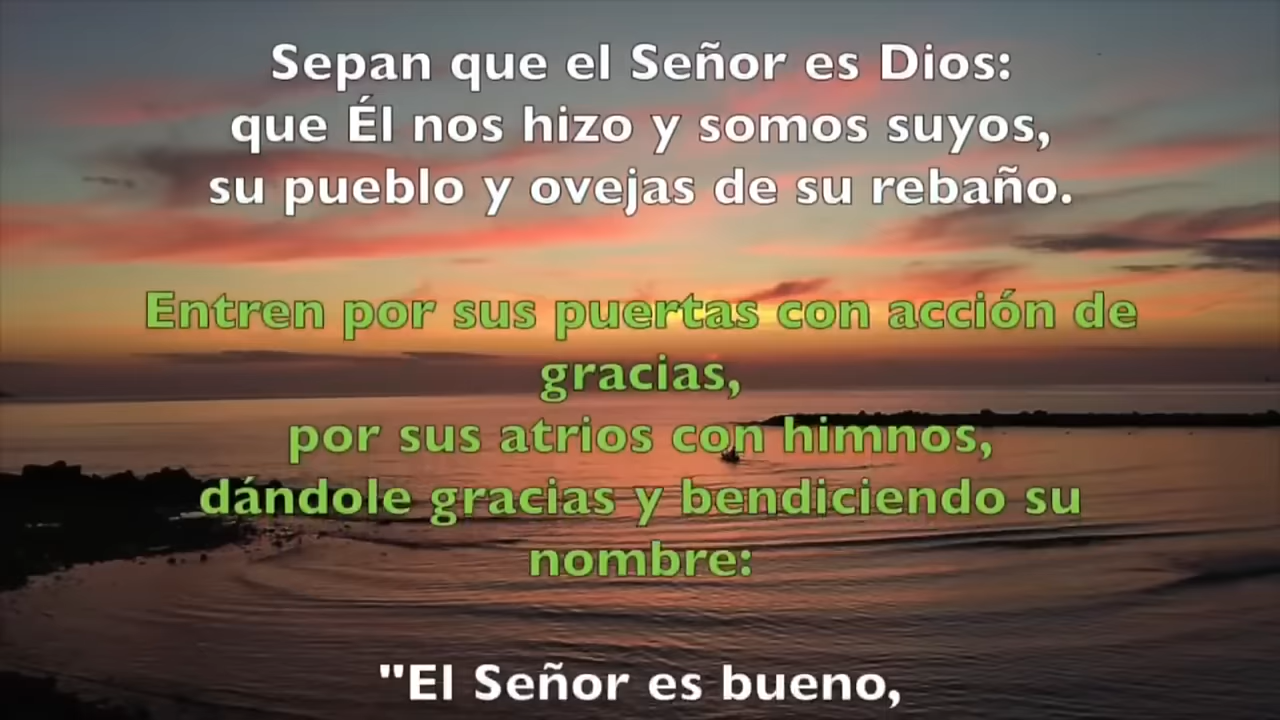 Sepan que el Señor es Dios:
que Él nos hizo y somos suyos,
su pueblo y ovejas de su rebaño.
Entren por sus puertas con acción de
gracias,
por sus atrios con himnos,
dándole gracias y bendiciendo su
nombre:
"El Señor es bueno,